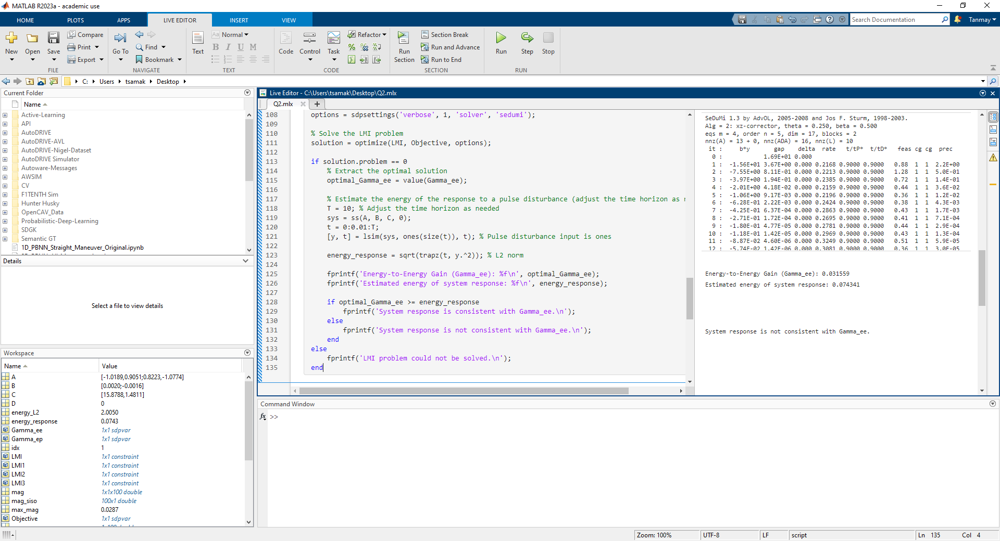 MATLAB R2023a - academic use
HOME PLOTS APPS LIVE EDITOR INSERT VIEW
Search Documentation
Tanmay
New Open Save Compare Print Export
FILE
Go To Find Bookmark
NAVIGATE
Text Aa Normal
B I U M
TEXT
Code Control Task Refactor
CODE
Run Section
Section Break
Run and Advance
Run to End
SECTION
Run Step Stop
RUN
C: Users tsamak Desktop
Current Folder
Name
Active-Learning
API
AutoDRIVE
AutoDRIVE-AVL
AutoDRIVE-Nigel-Dataset
AutoDRIVE Simulator
Autoware-Messages
AWSIM
CV
F1TENTH Sim
Hunter Husky
OpenCAV_Data
Probabilistic-Deep-Learning
SDGK
Semantic GT
1D_PBNN_Straight_Maneuver_Original.ipynb
Details
Select a file to view details
Workspace
Name Value
A [-1.0189,0.9051;0.8223,-1.0774]
B [0.0020;-0.0016]
C [15.8788,1.4811]
D 0
energy_L2 2.0050
energy_response 0.0743
Gamma_ee 1x1 sdpvar
Gamma_ep 1x1 sdpvar
idx 1
LMI 1x1 constraint
LMI1 1x1 constraint
LMI2 1x1 constraint
LMI3 1x1 constraint
mag 1x1x100 double
mag_siso 100x1 double
max_mag 0.0287
Objective 1x1 sdpvar
Live Editor - C:\Users\tsamak\Desktop\Q2.mlx
Q2.mlx
108 options = sdpsettings('verbose', 1, 'solver', 'sedumi');
109
110 % Solve the LMI problem
111 solution = optimize(LMI, Objective, options);
112
113 if solution.problem == 0
114 % Extract the optimal solution
115 optimal_Gamma_ee = value(Gamma_ee);
116
117 % Estimate the energy of the response to a pulse disturbance (adjust the time horizon as
118 T = 10; % Adjust the time horizon as needed
119 sys = ss(A, B, C, 0);
120 t = 0:0.01:T;
121 [y, t] = lsim(sys, ones(size(t)), t); % Pulse disturbance input is ones
122
123 energy_response = sqrt(trapz(t, y.^2)); % L2 norm
124
125 fprintf('Energy-to-Energy Gain (Gamma_ee): %f\n', optimal_Gamma_ee);
126 fprintf('Estimated energy of system response: %f\n', energy_response);
127
128 if optimal_Gamma_ee >= energy_response
129 fprintf('System response is consistent with Gamma_ee.\n');
130 else
131 fprintf('System response is not consistent with Gamma_ee.\n');
132 end
133 else
134 fprintf('LMI problem could not be solved.\n');
135 end
SeDuMi 1.3 by AdvOL, 2005-2008 and Jos F. Sturm, 1998-2003.
Alg = 2: xz-corrector, theta = 0.250, beta = 0.500
eqs m = 4, order n = 5, dim = 17, blocks = 2
nnz(A) = 13 + 0, nnz(ADA) = 16, nnz(L) = 10
it : b*y gap delta rate t/tP* t/tD* feas cg cg prec
0 : 1.69E+01 0.000
1 : -1.56E+01 3.67E+00 0.000 0.2168 0.9000 0.9000 0.88 1 1 2.2E+00
2 : -7.55E+00 8.11E-01 0.000 0.2213 0.9000 0.9000 1.28 1 1 5.0E-01
3 : -3.97E+00 1.94E-01 0.000 0.2385 0.9000 0.9000 0.72 1 1 1.4E-01
4 : -2.01E+00 4.18E-02 0.000 0.2159 0.9000 0.9000 0.44 1 1 3.6E-02
5 : -1.06E+00 9.17E-03 0.000 0.2196 0.9000 0.9000 0.36 1 1 1.2E-02
6 : -6.28E-01 2.22E-03 0.000 0.2424 0.9000 0.9000 0.38 1 1 4.3E-03
7 : -4.25E-01 6.37E-04 0.000 0.2863 0.9000 0.9000 0.43 1 1 1.7E-03
8 : -2.71E-01 1.72E-04 0.000 0.2695 0.9000 0.9000 0.41 1 1 7.1E-04
9 : -1.80E-01 4.77E-05 0.000 0.2781 0.9000 0.9000 0.44 1 1 2.9E-04
10 : -1.18E-01 1.42E-05 0.000 0.2969 0.9000 0.9000 0.43 1 1 1.3E-04
11 : -8.87E-02 4.60E-06 0.000 0.3249 0.9000 0.9000 0.51 1 1 5.9E-05
12 : -5.74E-02 1.42E-06 0.000 0.3081 0.9000 0.9000 0.36 1 1 3.0E-05
Energy-to-Energy Gain (Gamma_ee): 0.031559
Estimated energy of system response: 0.074341
System response is not consistent with Gamma_ee.
Command Window
fx >>
Zoom: 100% UTF-8 LF script Ln 135 Col 4